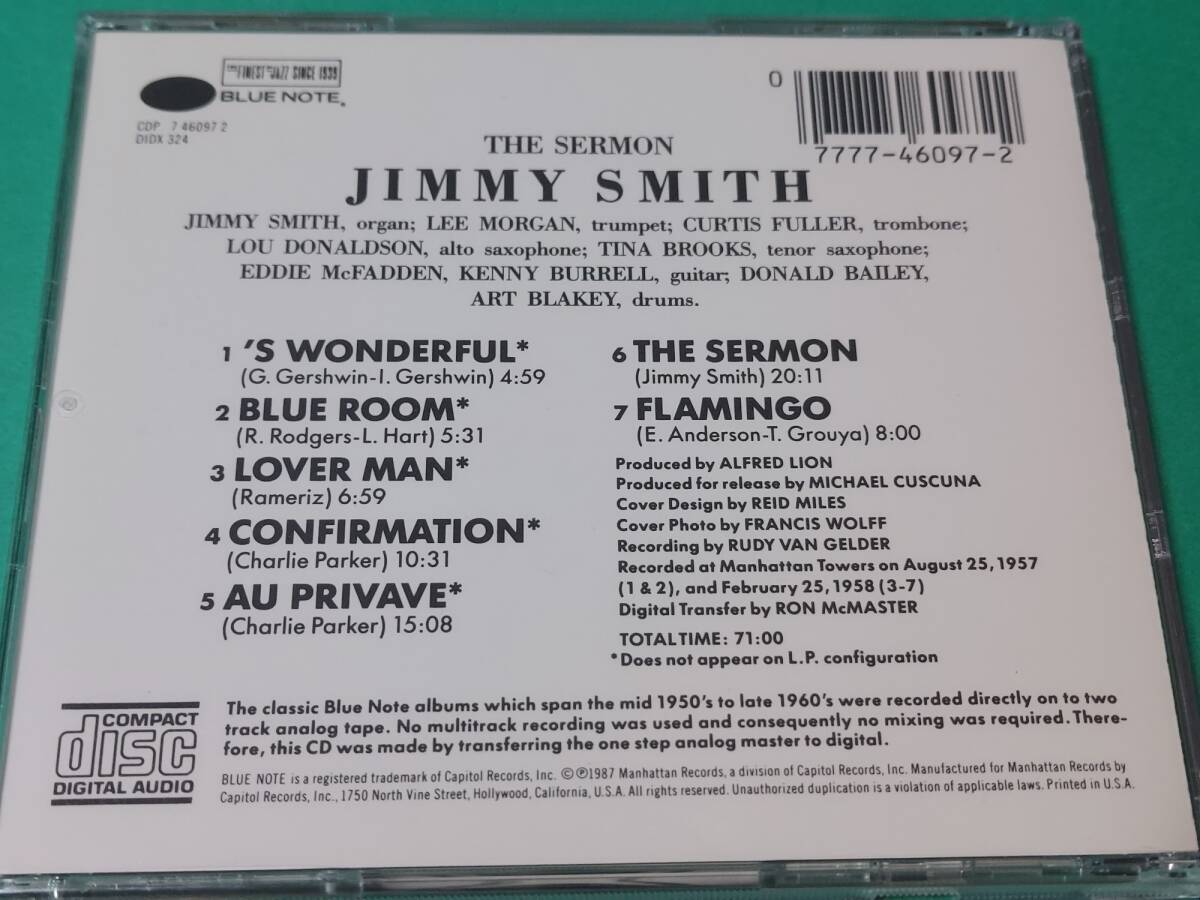 THE FINEST IN JAZZ SINCE 1939
BLUE NOTE.
CDP 7 46097 2
DIDX 324
0
7777-46097-2
THE SERMON
JIMMY SMITH
JIMMY SMITH, organ; LEE MORGAN, trumpet; CURTIS FULLER, trombone;
LOU DONALDSON, alto saxophone; TINA BROOKS, tenor saxophone;
EDDIE McFADDEN, KENNY BURRELL, guitar; DONALD BAILEY,
ART BLAKEY, drums.
1 'S WONDERFUL*
(G. Gershwin-I. Gershwin) 4:59
2 BLUE ROOM*
(R. Rodgers-L. Hart) 5:31
3 LOVER MAN*
(Rameriz) 6:59
4 CONFIRMATION*
(Charlie Parker) 10:31
5 AU PRIVAVE*
(Charlie Parker) 15:08
6 THE SERMON
(Jimmy Smith) 20:11
7 FLAMINGO
(E. Anderson-T. Grouya) 8:00
Produced by ALFRED LION
Produced for release by MICHAEL CUSCUNA
Cover Design by REID MILES
Cover Photo by FRANCIS WOLFF
Recording by RUDY VAN GELDER
Recorded at Manhattan Towers on August 25, 1957
(1 & 2), and February 25, 1958 (3-7)
Digital Transfer by RON McMASTER
TOTAL TIME: 71:00
*Does not appear on L.P. configuration
COMPACT
disc
DIGITAL AUDIO
The classic Blue Note albums which span the mid 1950's to late 1960's were recorded directly on to two
track analog tape. No multitrack recording was used and consequently no mixing was required. There-
fore, this CD was made by transferring the one step analog master to digital.
BLUE NOTE is a registered trademark of Capitol Records, Inc. ©℗1987 Manhattan Records, a division of Capitol Records, Inc. Manufactured for Manhattan Records by
Capitol Records, Inc., 1750 North Vine Street, Hollywood, California, U.S.A. All rights reserved. Unauthorized duplication is a violation of applicable laws. Printed in U.S.A.